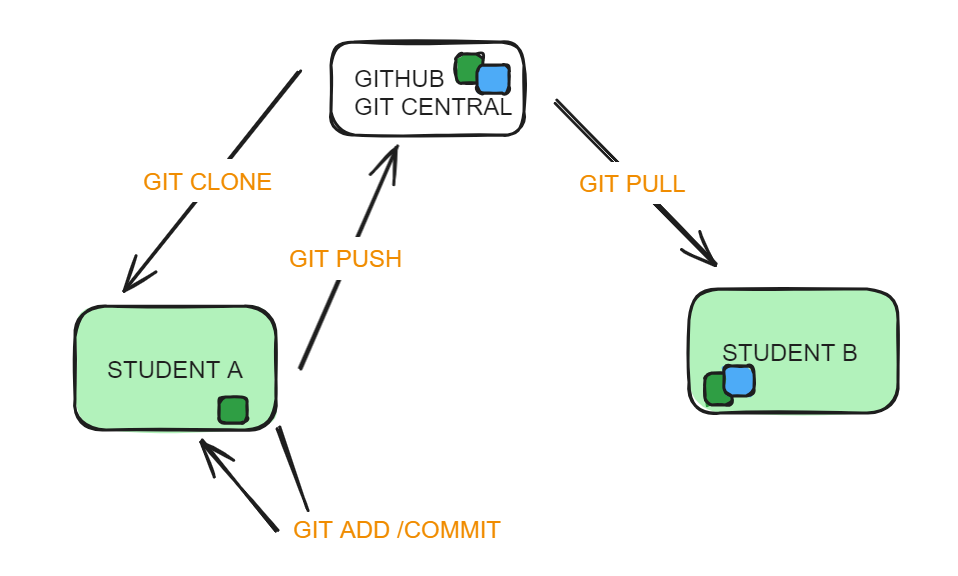 GITHUB
GIT CENTRAL
GIT CLONE
GIT PULL
GIT PUSH
STUDENT A
STUDENT B
GIT ADD /COMMIT